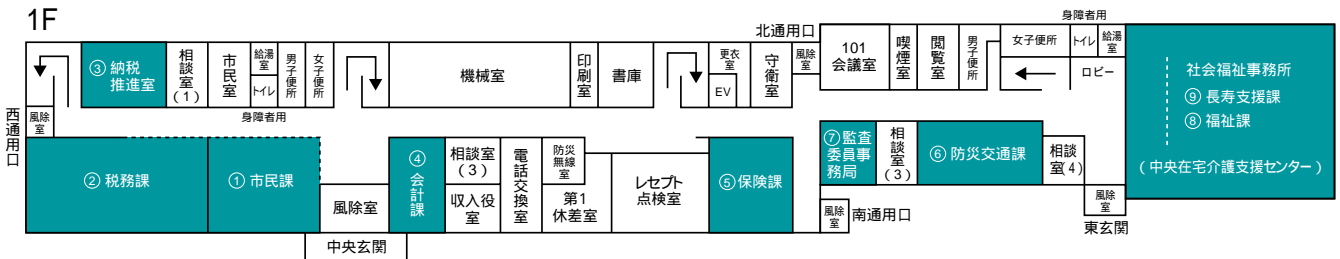 1F
③ 納税
推進室
相談室
(1)
市民室
給湯室
トイレ
身障者用
男子便所
女子便所
機械室
印刷室
書庫
更衣室
EV
守衛室
北通用口
風除室
101
会議室
喫煙室
閲覧室
男子便所
女子便所
身障者用
トイレ
給湯室
ロビー
社会福祉事務所
⑨ 長寿支援課
⑧ 福祉課
(中央在宅介護支援センター)
西通用口
風除室
② 税務課
① 市民課
風除室
中央玄関
④
会計課
相談室
(3)
収入役室
電話交換室
防災無線室
第1
休差室
レセプト
点検室
⑤保険課
風除室
南通用口
⑦監査
委員事
務局
相談室
(3)
⑥ 防災交通課
相談
室(4)
風除室
東玄関